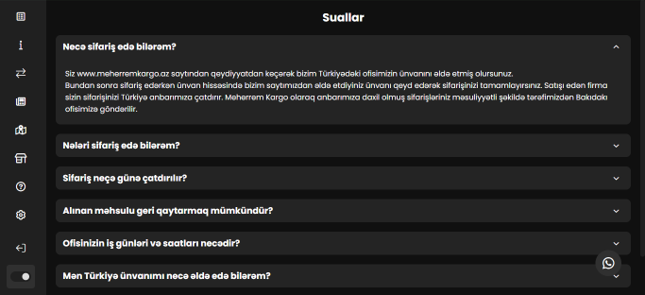 Suallar
Necə sifariş edə bilərəm?
Siz www.meherremkargo.az saytından qeydiyyatdan keçərək bizim Türkiyədəki ofisimizin ünvanını əldə etmiş olursunuz.
Bundan sonra sifariş edərkən ünvan hissəsində bizim saytımızdan əldə etdiyiniz ünvanı qeyd edərək sifarişinizi tamamlayırsınız. Satışı edən firma
sizin sifarişinizi Türkiyə anbarımıza çatdırır. Məhərrəm Kargo olaraq anbarımıza daxil olmuş sifarişləriniz məsuliyyətli şəkildə tərəfimizdən Bakıdakı
ofisimizə göndərilir.
Nələri sifariş edə bilərəm?
Sifariş neçə günə çatdırılır?
Alınan məhsulu geri qaytarmaq mümkündür?
Ofisinizin iş günləri və saatları necədir?
Mən Türkiyə ünvanımı necə əldə edə bilərəm?